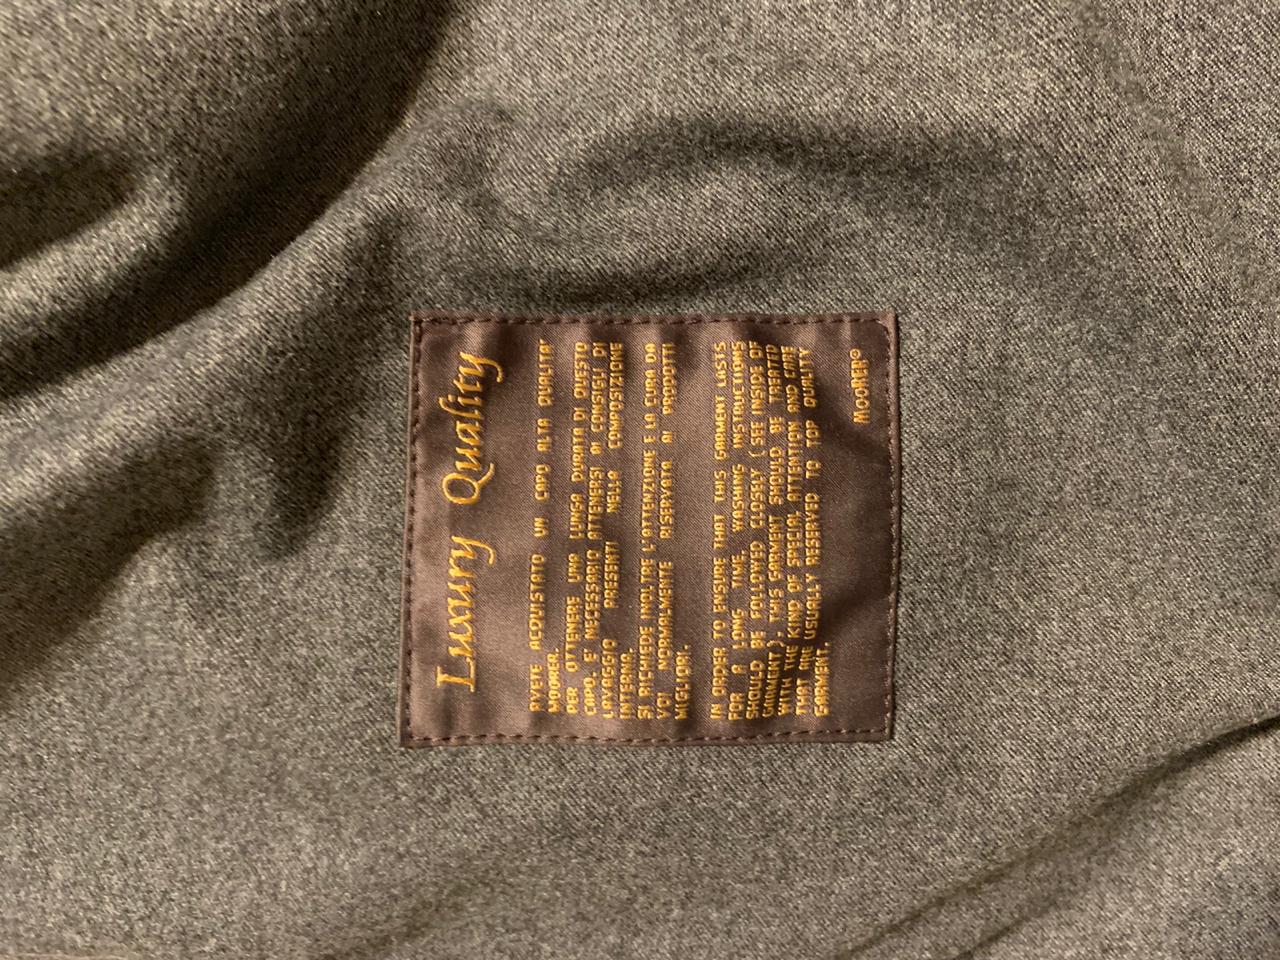 Luxury Quality
AVETE ACQUISTATO UN CAPO ALTA QUALITA'
MOORER.
PER OTTENERE UNA LUNGA DURATA DI QUESTO
CAPO, E' NECESSARIO ATTENERSI AI CONSIGLI DI
LAVAGGIO PRESENTI NELLA COMPOSIZIONE
INTERNA.
SI RICHIEDE INOLTRE L'ATTENZIONE E LA CURA DA
VOI NORMALMENTE RISERVATA AI PRODOTTI
MIGLIORI.
IN ORDER TO ENSURE THAT THIS GARMENT LASTS
FOR A LONG TIME, WASHING INSTRUCTIONS
SHOULD BE FOLLOWED CLOSELY ( SEE INSIDE OF
GARMENT ), THIS GARMENT SHOULD BE TREATED
WITH THE KIND OF SPECIAL ATTENTION AND CARE
THAT ARE USUALLY RESERVED TO TOP QUALITY
GARMENT.
MOORER®